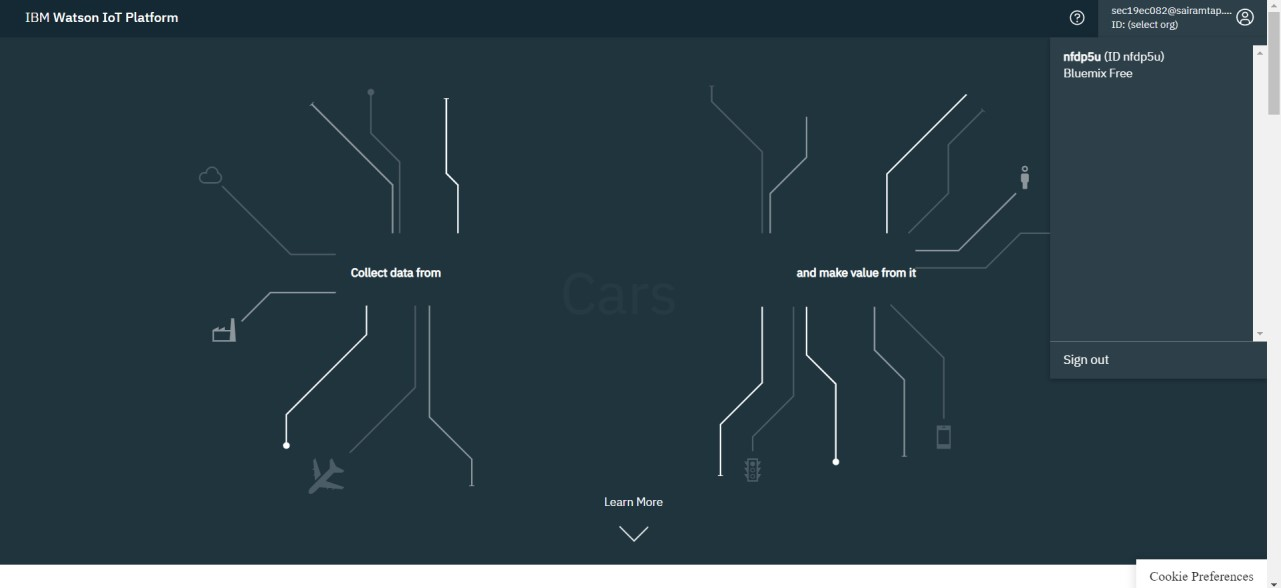 IBM Watson IoT Platform
sec19ec082@sairamtap....
ID: (select org)
nfdp5u (ID nfdp5u)
Bluemix Free
Collect data from
Cars
and make value from it
Sign out
Learn More
Cookie Preferences